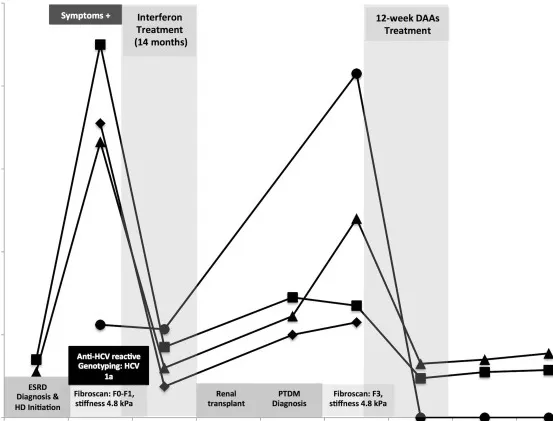 Symptoms +
Interferon
Treatment
(14 months)
12-week DAAs
Treatment
Anti-HCV reactive
Genotyping: HCV
1a
ESRD
Diagnosis &
HD Initiation
Fibroscan: F0-F1,
stiffness 4.8 kPa
Renal
transplant
PTDM
Diagnosis
Fibroscan: F3,
stiffness 4.8 kPa